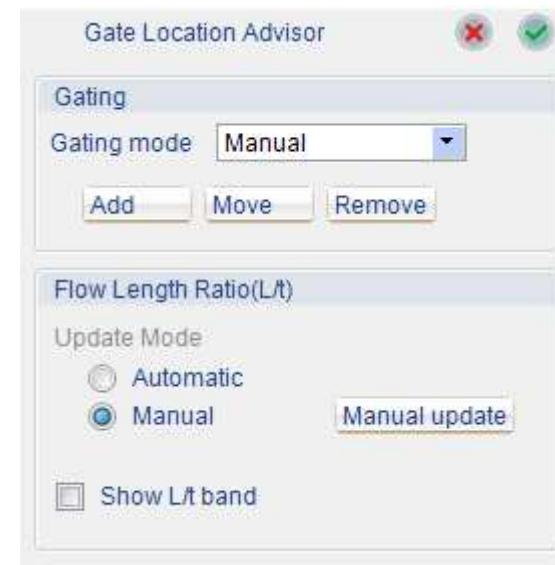 Gate Location Advisor
Gating
Gating mode Manual
Add Move Remove
Flow Length Ratio(L/t)
Update Mode
Automatic
Manual Manual update
Show L/t band